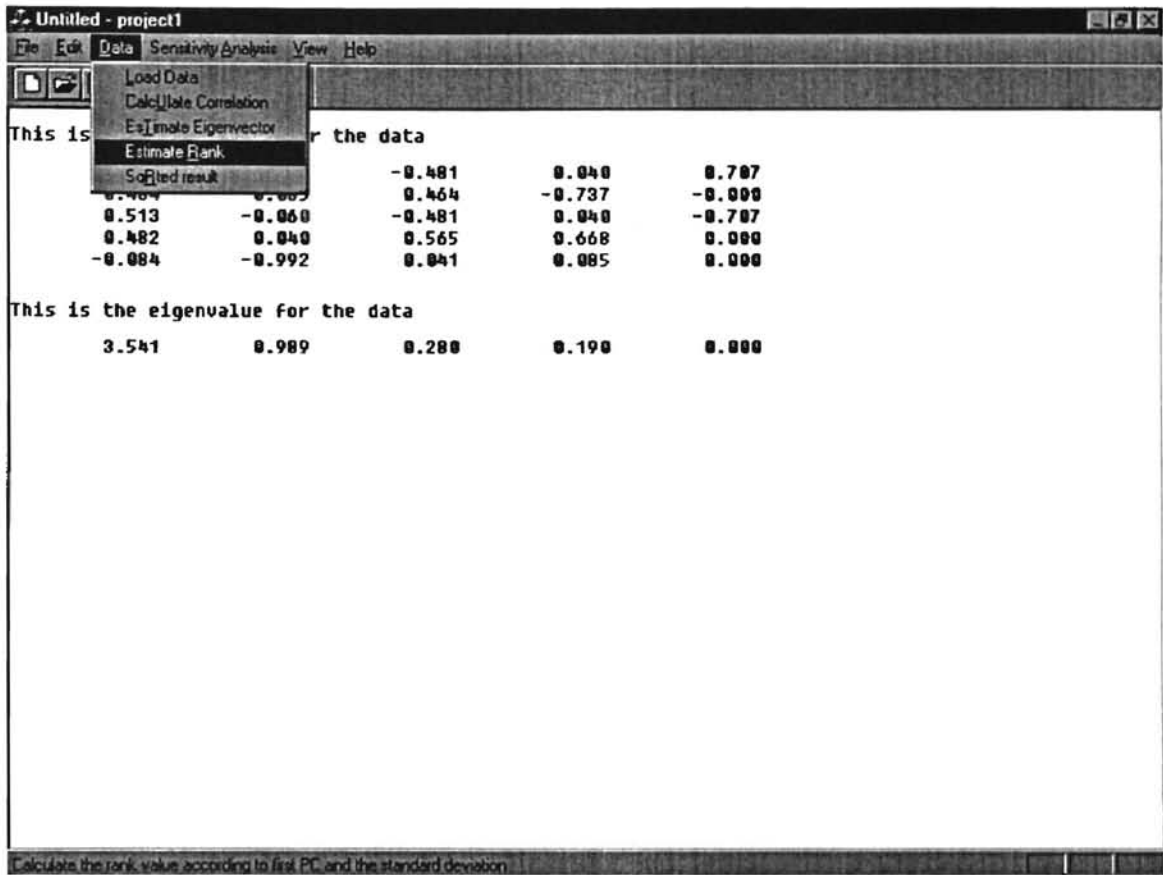 Untitled - project1
File Edit Data Sensitivity Analysis View Help
Load Data
CalcUlate Correlation
EsTimate Eigenvector
Estimate Rank
SoRted result
This is r the data
-0.481 0.040 0.707
0.464 -0.737 -0.000
0.513 -0.060 -0.481 0.040 -0.707
0.482 0.040 0.565 0.668 0.000
-0.084 -0.992 0.041 0.085 0.000
This is the eigenvalue for the data
3.541 0.989 0.280 0.190 0.000
Calculate the rank value according to first PC and the standard deviation